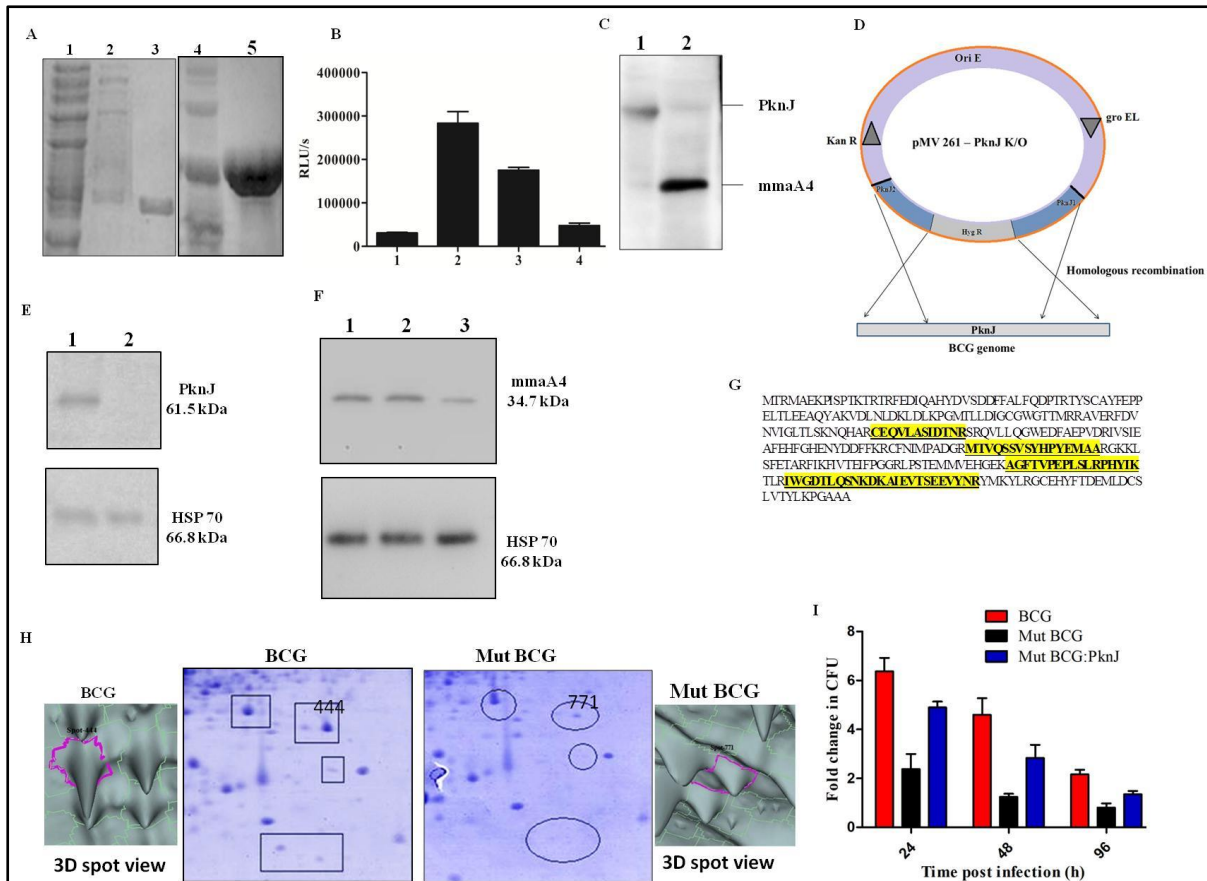 A
1 2 3 4 5
B
RLU/s
400000
300000
200000
100000
0
1 2 3 4
C
1 2
PknJ
mmaA4
D
Ori E
Kan R
gro EL
pMV 261 – PknJ K/O
PknJ2
PknJ1
Hyg R
Homologous recombination
PknJ
BCG genome
E
1 2
PknJ
61.5 kDa
HSP 70
66.8 kDa
F
1 2 3
mmaA4
34.7 kDa
HSP 70
66.8 kDa
G
MTRMAEKPISPTKTRTRFEDIQAHYDVSDDFFALFQDPTRTYSCAYFEPP
ELTLEEAQYAKVDLNLDKLDLKPGMTLLDIGCGWGTTMRRAVERFDV
NVIGLTLSKNQHARCEQVLASIDTNRSRQVLLQGWEDFAEPVDRIVSIE
AFEHFGHENYDDFFKRCFNIMPADGRMTVQSSVSYHPYEMAARGKKL
SFETARFIKFIVTEIFPGGRLPSTEMMVEHGEKAGFTVPEPLSLRPHYIK
TLRIWGDTLQSNKDKAIEVTSEEVYNRYMKYLRGCEHYFTDEMLDCS
LVTYLKPGAAA
H
BCG
Mut BCG
BCG
Spot-444
3D spot view
444
771
Mut BCG
Spot-771
3D spot view
I
BCG
Mut BCG
Mut BCG:PknJ
Fold change in CFU
8
6
4
2
0
24 48 96
Time post infection (h)